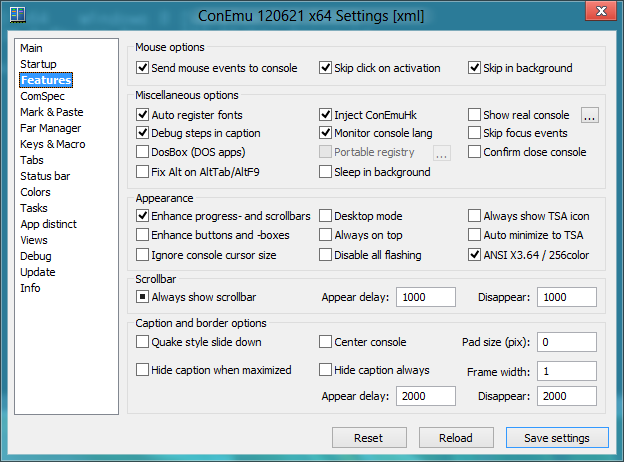 ConEmu 120621 x64 Settings [xml]
Main
Startup
Features
ComSpec
Mark & Paste
Far Manager
Keys & Macro
Tabs
Status bar
Colors
Tasks
App distinct
Views
Debug
Update
Info
Mouse options
Send mouse events to console Skip click on activation Skip in background
Miscellaneous options
Auto register fonts Inject ConEmuHk Show real console ...
Debug steps in caption Monitor console lang Skip focus events
DosBox (DOS apps) Portable registry ... Confirm close console
Fix Alt on AltTab/AltF9 Sleep in background
Appearance
Enhance progress- and scrollbars Desktop mode Always show TSA icon
Enhance buttons and -boxes Always on top Auto minimize to TSA
Ignore console cursor size Disable all flashing ANSI X3.64 / 256color
Scrollbar
Always show scrollbar Appear delay: 1000 Disappear: 1000
Caption and border options
Quake style slide down Center console Pad size (pix): 0
Hide caption when maximized Hide caption always Frame width: 1
Appear delay: 2000 Disappear: 2000
Reset Reload Save settings